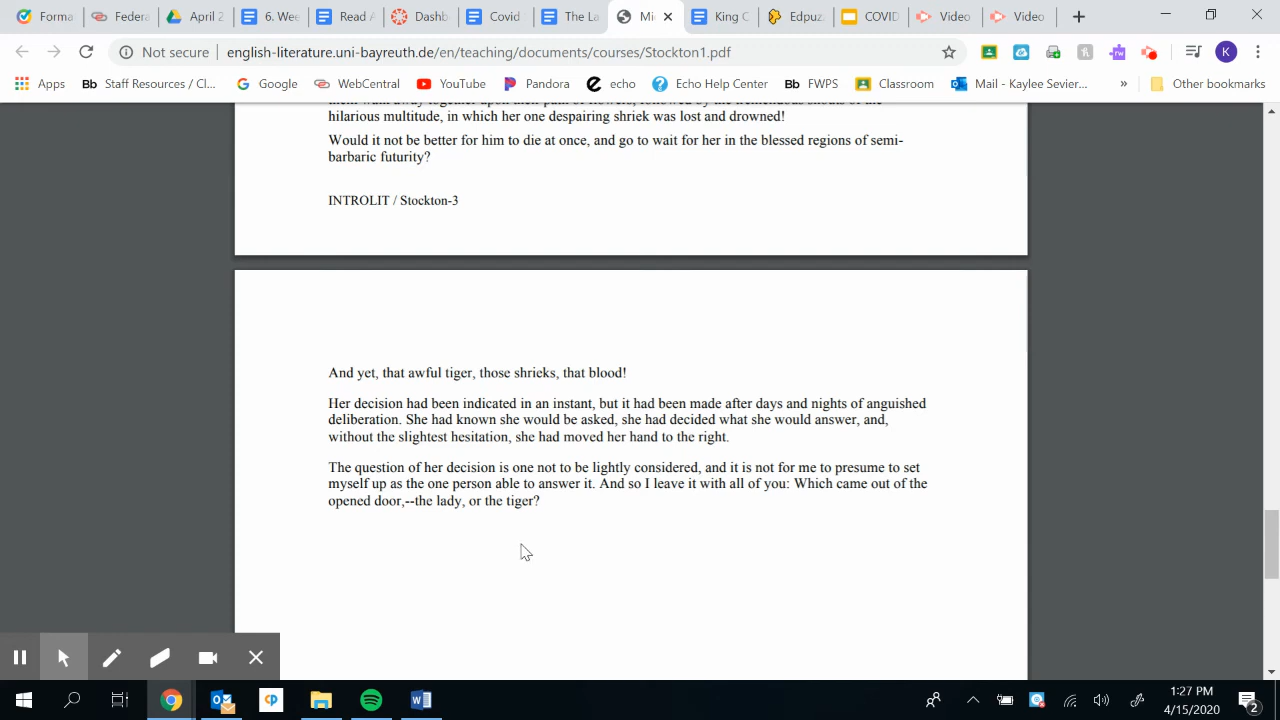 Forma
Feder
April 2
6. Wee
Read A
Dashb
Covid
The La
Mi
King C
Edpuz
COVID
Video
Video
Not secure
english-literature.uni-bayreuth.de/en/teaching/documents/courses/Stockton1.pdf
K
Apps
Bb Staff Resources / Cl...
Google
WebCentral
YouTube
Pandora
echo
Echo Help Center
Bb FWPS
Classroom
Mail - Kaylee Sevier...
»
Other bookmarks
hilarious multitude, in which her one despairing shriek was lost and drowned!
Would it not be better for him to die at once, and go to wait for her in the blessed regions of semi-
barbaric futurity?
INTROLIT / Stockton-3
And yet, that awful tiger, those shrieks, that blood!
Her decision had been indicated in an instant, but it had been made after days and nights of anguished
deliberation. She had known she would be asked, she had decided what she would answer, and,
without the slightest hesitation, she had moved her hand to the right.
The question of her decision is one not to be lightly considered, and it is not for me to presume to set
myself up as the one person able to answer it. And so I leave it with all of you: Which came out of the
opened door,--the lady, or the tiger?
1:27 PM
4/15/2020
2